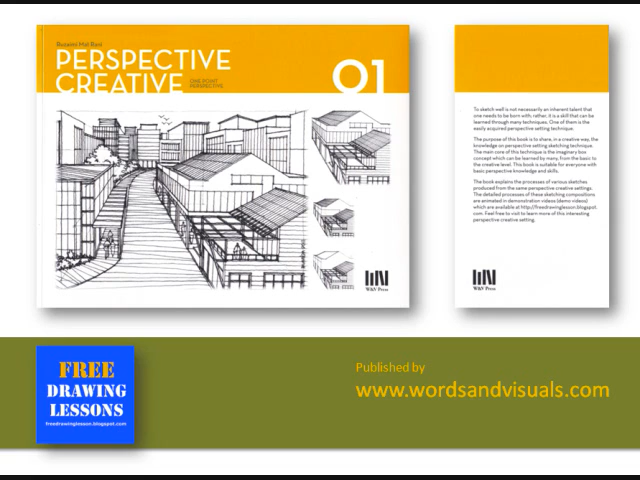 PERSPECTIVE
CREATIVE
ONE POINT
PERSPECTIVE
01
W&V Press
To sketch well is not necessarily an inherent talent that
one needs to be born with; rather, it is a skill that can be
learned through many techniques. One of them is the
easily acquired perspective setting technique.
The purpose of this book is to share, in a creative way, the
knowledge on perspective setting sketching technique.
The main core of this technique is the imaginary box
concept which can be learned by many, from the basic to
the creative level. This book is suitable for everyone with
basic perspective knowledge and skills.
The book explains the processes of various sketches
produced from the same perspective creative settings.
The detailed processes of these sketching compositions
are animated in demonstration videos (demo-videos)
which are available at http://freedrawinglesson.blogspot.
com. Feel free to visit to learn more of this interesting
perspective creative setting.
W&V Press
FREE
DRAWING
LESSONS
freedrawinglesson.blogspot.com
Published by
www.wordsandvisuals.com